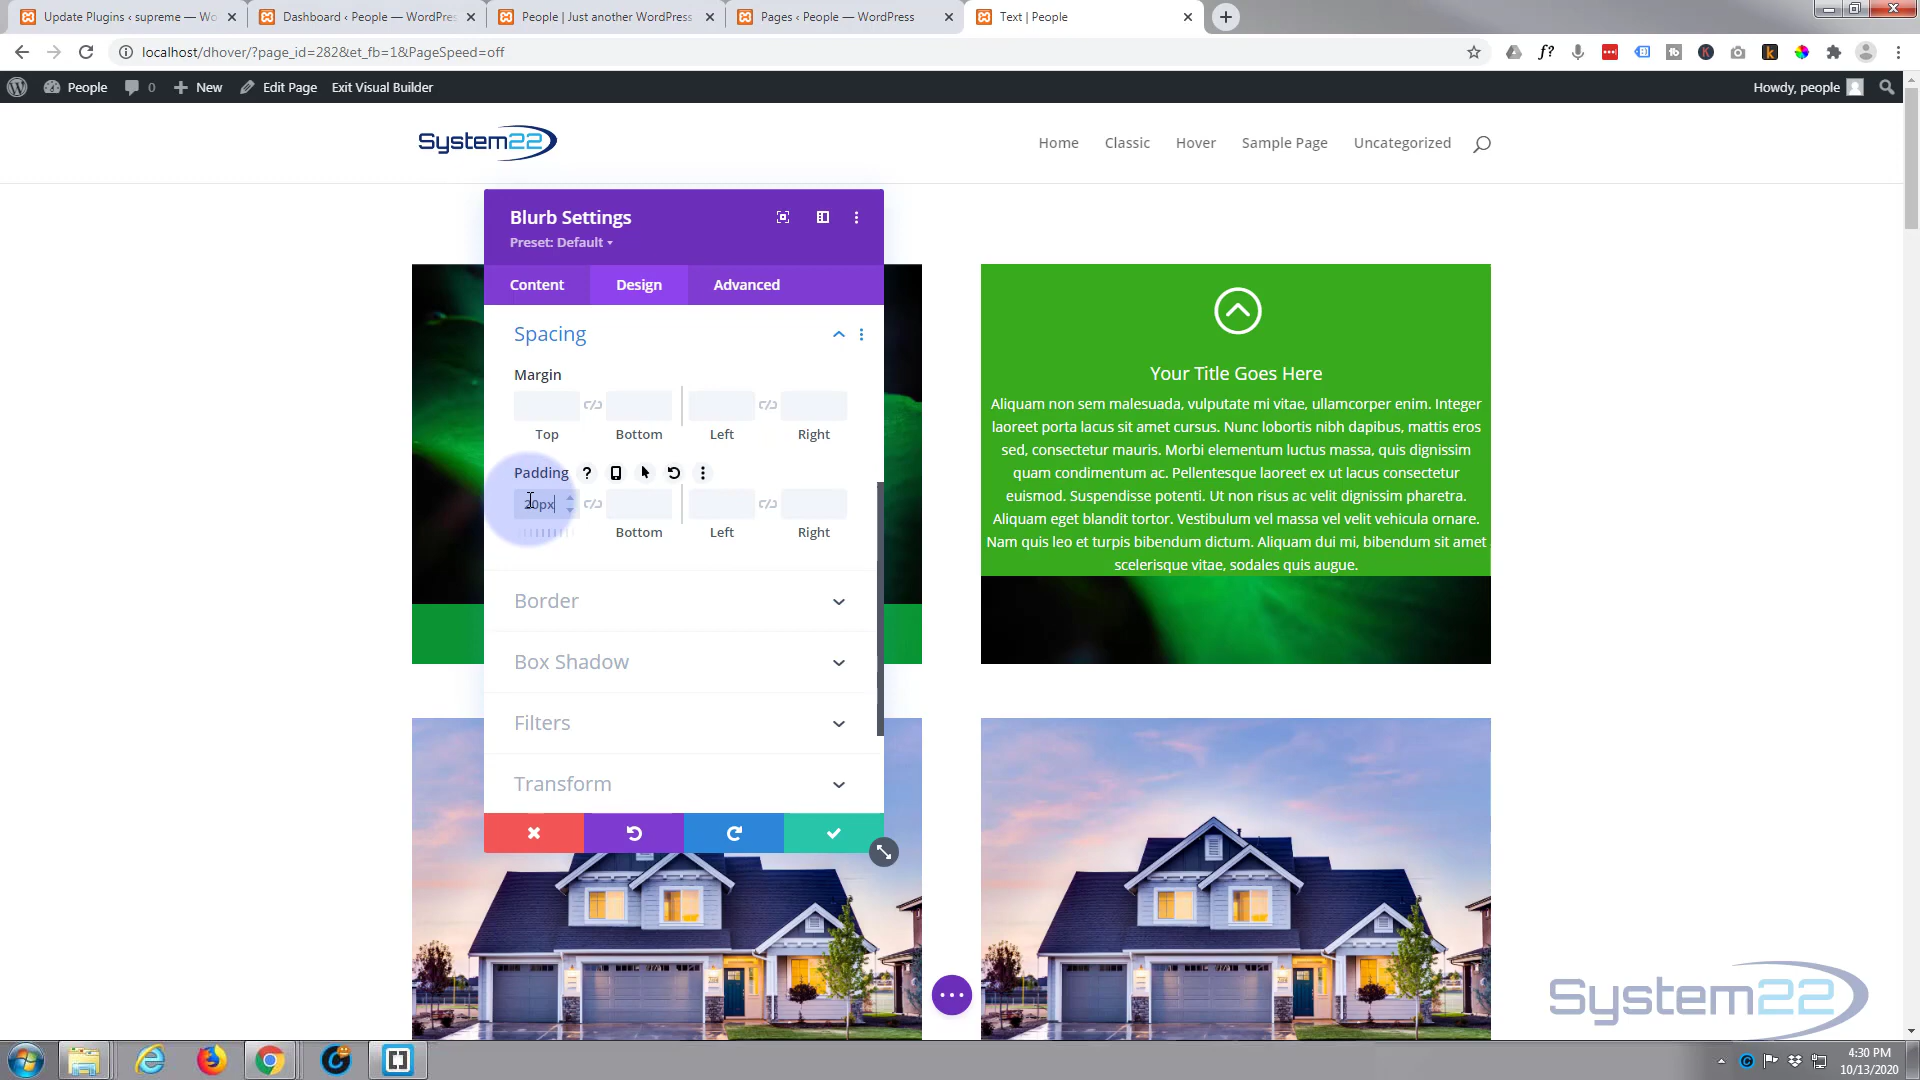 Update Plugins ‹ supreme — Wo
Dashboard ‹ People — WordPres
People | Just another WordPress
Pages ‹ People — WordPress
Text | People
localhost/dhover/?page_id=282&et_fb=1&PageSpeed=off
People
0
New
Edit Page
Exit Visual Builder
Howdy, people
System22
Home
Classic
Hover
Sample Page
Uncategorized
Blurb Settings
Preset: Default
Content
Design
Advanced
Spacing
Margin
Top
Bottom
Left
Right
Padding
20px
Bottom
Left
Right
Border
Box Shadow
Filters
Transform
Your Title Goes Here
Aliquam non sem malesuada, vulputate mi vitae, ullamcorper enim. Integer
laoreet porta lacus sit amet cursus. Nunc lobortis nibh dapibus, mattis eros
sed, consectetur mauris. Morbi elementum luctus massa, quis dignissim
quam condimentum ac. Pellentesque laoreet ex ut lacus consectetur
euismod. Suspendisse potenti. Ut non risus ac velit dignissim pharetra.
Aliquam eget blandit tortor. Vestibulum vel massa vel velit vehicula ornare.
Nam quis leo et turpis bibendum dictum. Aliquam dui mi, bibendum sit amet
scelerisque vitae, sodales quis augue.
System22
4:30 PM
10/13/2020